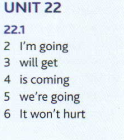 UNIT 22
22.1
2 I'm going
3 will get
4 is coming
5 we're going
6 It won't hurt